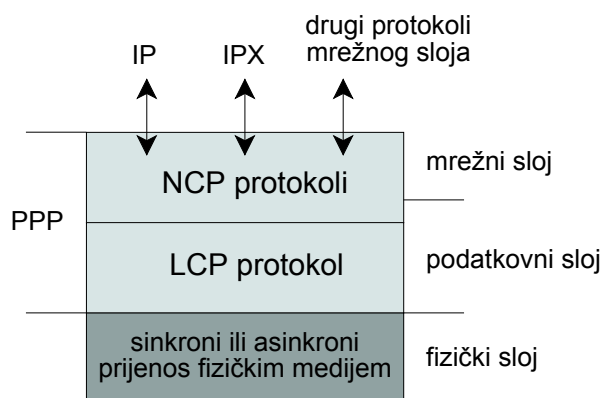 drugi protokoli
IP IPX mrežnog sloja
NCP protokoli
mrežni sloj
PPP
LCP protokol
podatkovni sloj
sinkroni ili asinkroni
prijenos fizičkim medijem
fizički sloj